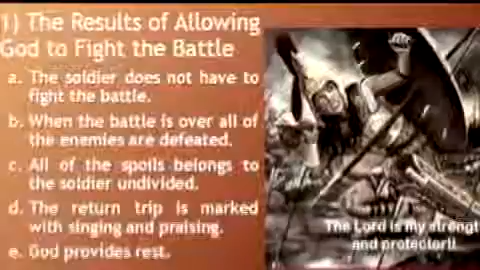 1) The Results of Allowing
God to Fight the Battle
a. The soldier does not have to
fight the battle.
b. When the battle is over all of
the enemies are defeated.
c. All of the spoils belongs to
the soldier undivided.
d. The return trip is marked
with singing and praising.
e. God provides rest.
The Lord is my strengt
and protector!!